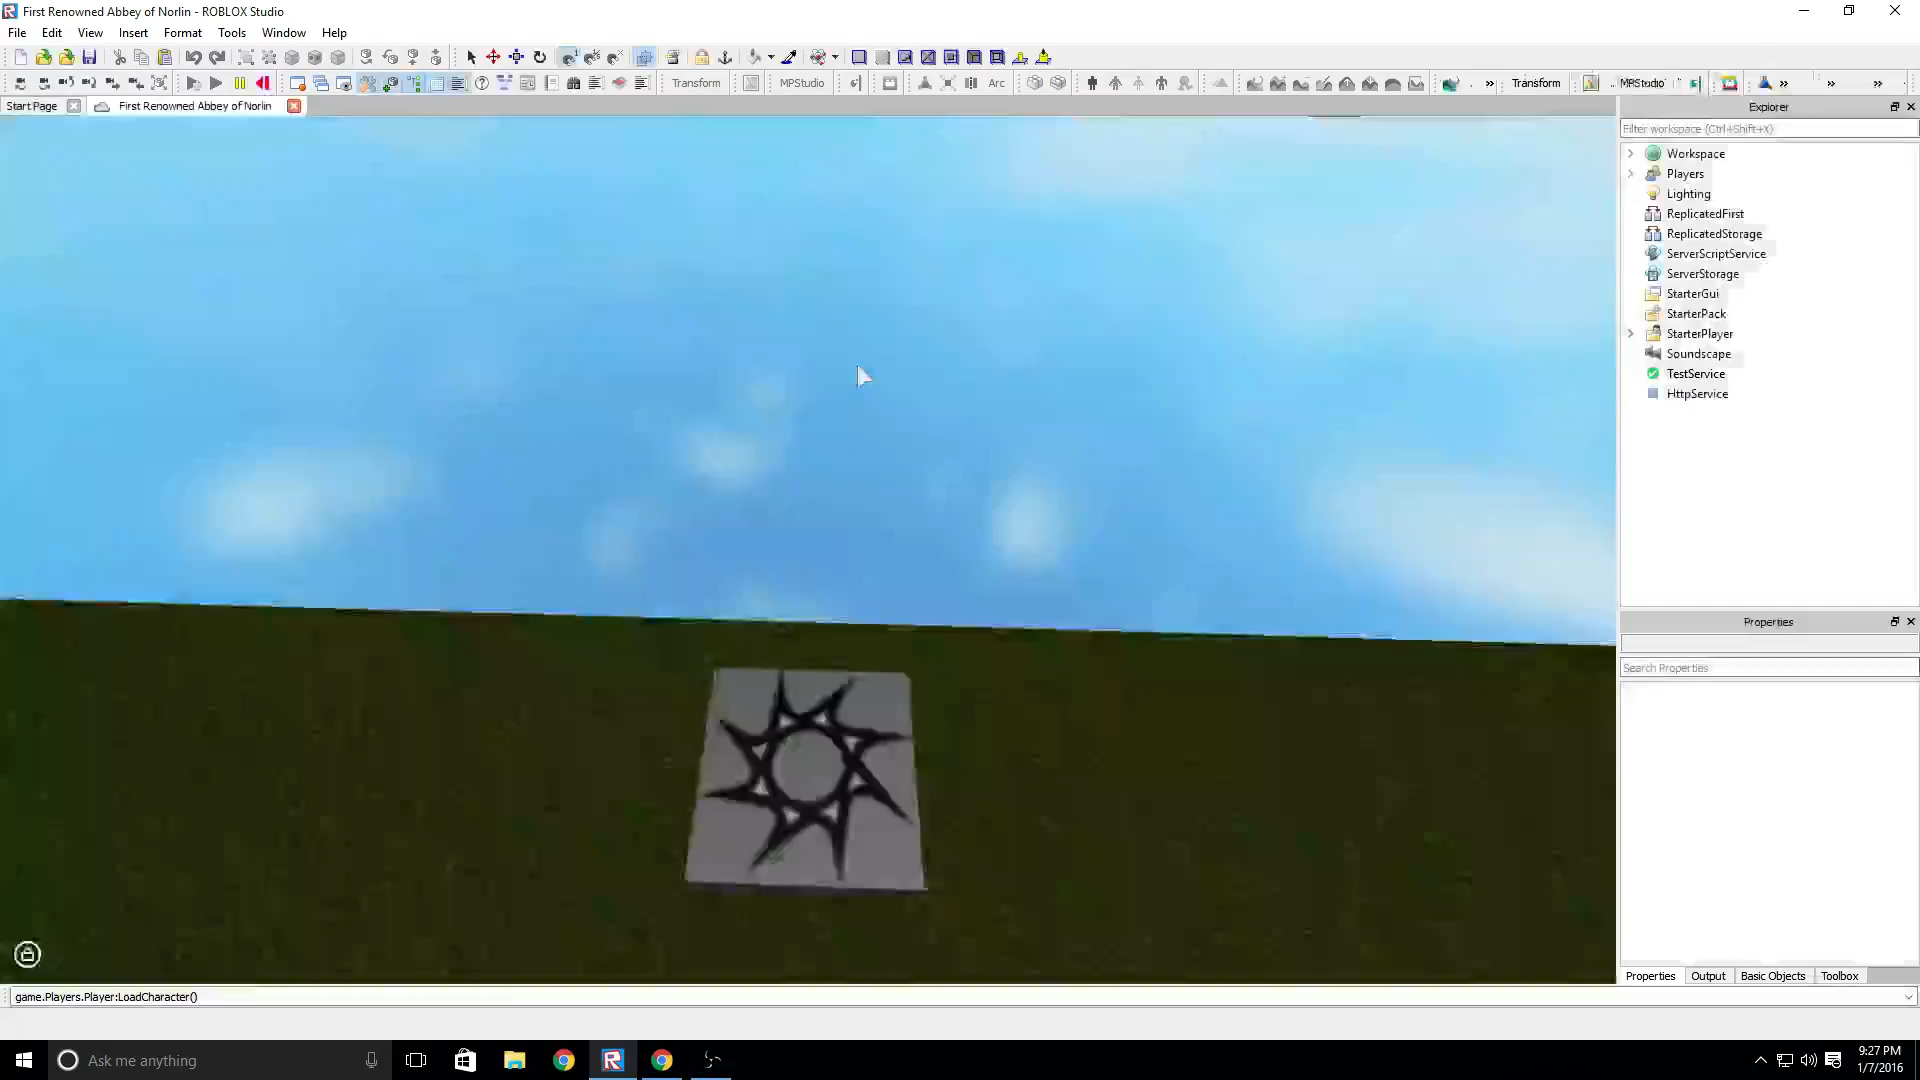 First Renowned Abbey of Norlin - ROBLOX Studio
File Edit View Insert Format Tools Window Help
Transform MPStudio Arc Transform MPStudio
Start Page First Renowned Abbey of Norlin
Explorer
Filter workspace (Ctrl+Shift+X)
Workspace
Players
Lighting
ReplicatedFirst
ReplicatedStorage
ServerScriptService
ServerStorage
StarterGui
StarterPack
StarterPlayer
Soundscape
TestService
HttpService
Properties
Search Properties
Properties Output Basic Objects Toolbox
game.Players.Player:LoadCharacter()
Ask me anything
9:27 PM
1/7/2016